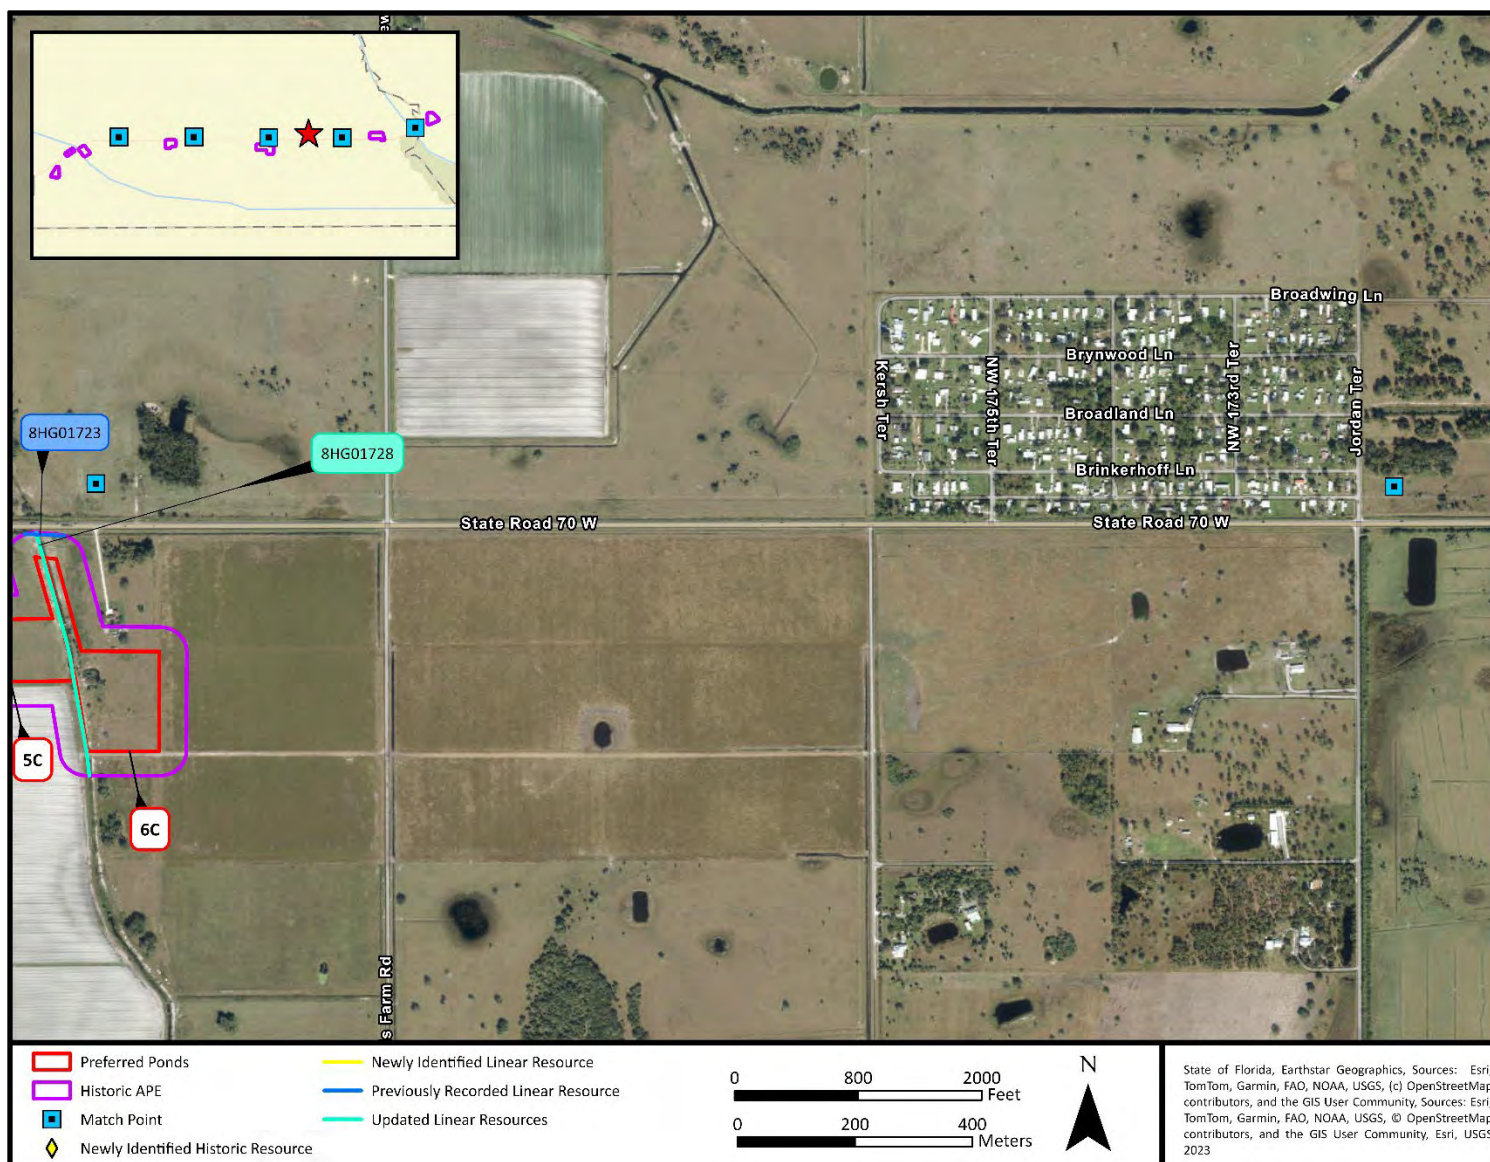 ew
Broadwing Ln
Brynwood Ln
Kersh Ter
NW 175th Ter
NW 173rd Ter
Jordan Ter
Broadland Ln
8HG01723
8HG01728
Brinkerhoff Ln
State Road 70 W
State Road 70 W
5C
6C
s Farm Rd
Preferred Ponds
Historic APE
Match Point
Newly Identified Historic Resource
Newly Identified Linear Resource
Previously Recorded Linear Resource
Updated Linear Resources
0 800 2000
Feet
0 200 400
Meters
N
State of Florida, Earthstar Geographics, Sources: Esri,
TomTom, Garmin, FAO, NOAA, USGS, (c) OpenStreetMap
contributors, and the GIS User Community, Sources: Esri,
TomTom, Garmin, FAO, NOAA, USGS, © OpenStreetMap
contributors, and the GIS User Community, Esri, USGS
2023